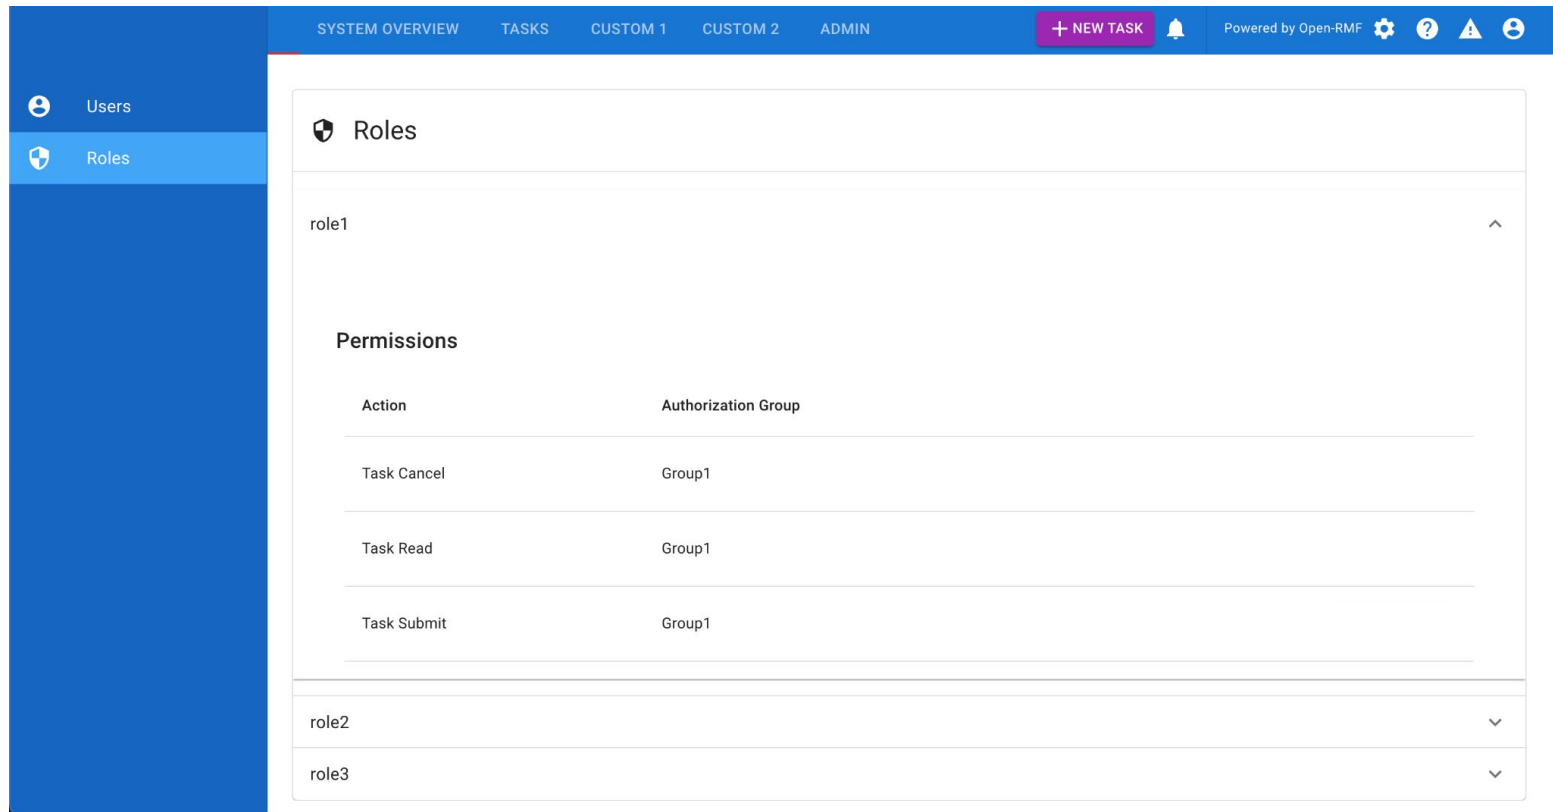 SYSTEM OVERVIEW TASKS CUSTOM 1 CUSTOM 2 ADMIN NEW TASK Powered by Open-RMF
Users
Roles
Roles
role1
Permissions
Action Authorization Group
Task Cancel Group1
Task Read Group1
Task Submit Group1
role2
role3